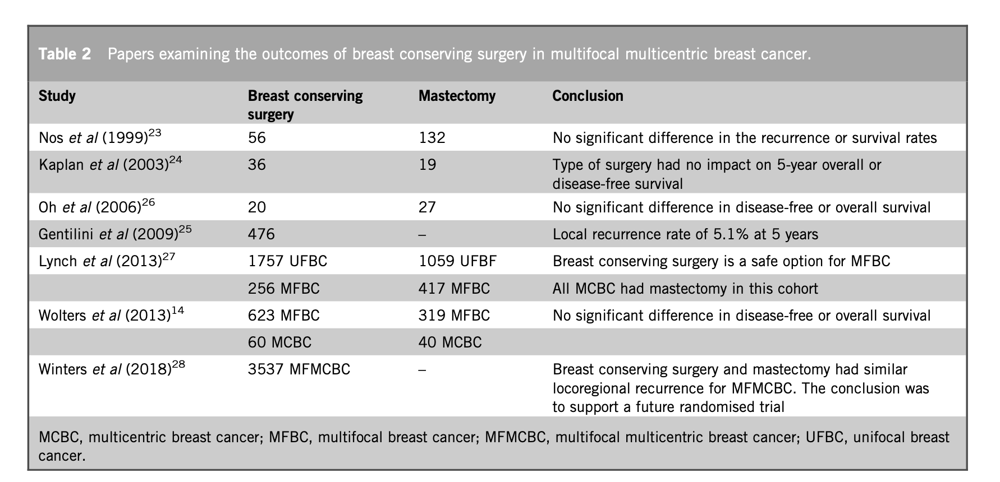 Table 2 Papers examining the outcomes of breast conserving surgery in multifocal multicentric breast cancer.
Study Breast conserving surgery Mastectomy Conclusion
Nos et al (1999)23 56 132 No significant difference in the recurrence or survival rates
Kaplan et al (2003)24 36 19 Type of surgery had no impact on 5-year overall or
disease-free survival
Oh et al (2006)26 20 27 No significant difference in disease-free or overall survival
Gentilini et al (2009)25 476 – Local recurrence rate of 5.1% at 5 years
Lynch et al (2013)27 1757 UFBC 1059 UFBF Breast conserving surgery is a safe option for MFBC
256 MFBC 417 MFBC All MCBC had mastectomy in this cohort
Wolters et al (2013)14 623 MFBC 319 MFBC No significant difference in disease-free or overall survival
60 MCBC 40 MCBC
Winters et al (2018)28 3537 MFMCBC – Breast conserving surgery and mastectomy had similar
locoregional recurrence for MFMCBC. The conclusion was
to support a future randomised trial
MCBC, multicentric breast cancer; MFBC, multifocal breast cancer; MFMCBC, multifocal multicentric breast cancer; UFBC, unifocal breast
cancer.